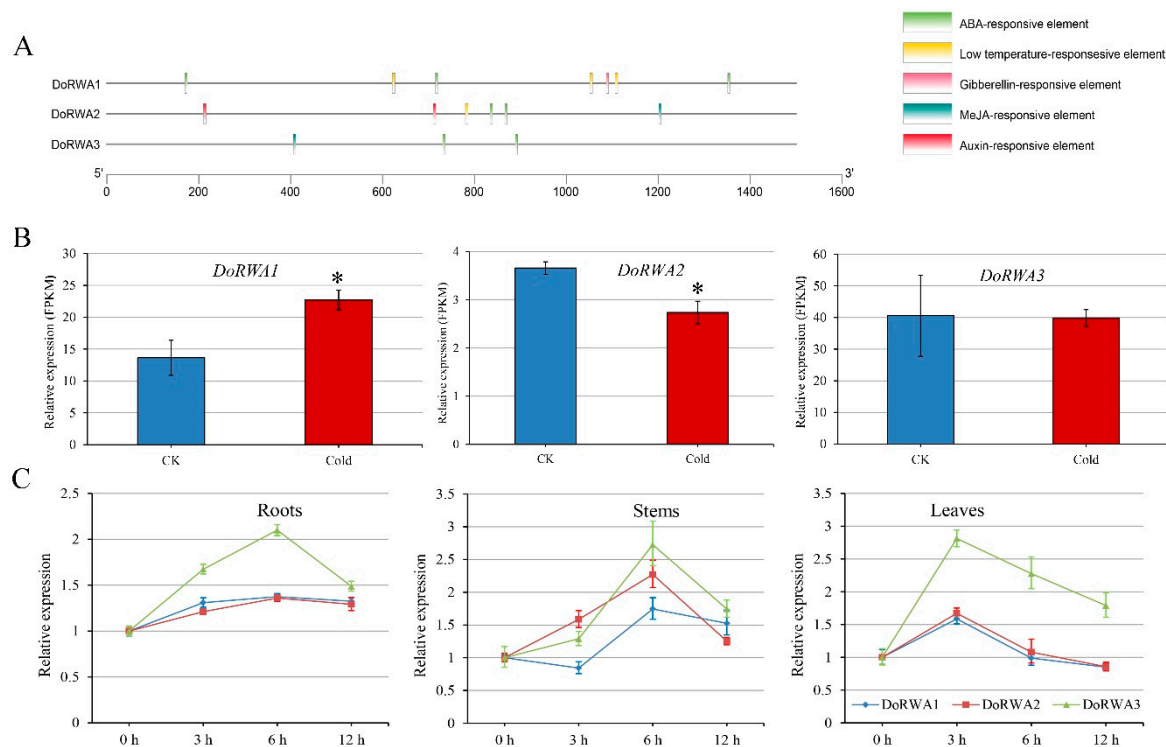 A
DoRWA1
DoRWA2
DoRWA3
5'
3'
0 200 400 600 800 1000 1200 1400 1600
ABA-responsive element
Low temperature-responsesive element
Gibberellin-responsive element
MeJA-responsive element
Auxin-responsive element
B
Relative expression (FPKM)
30
25
20
15
10
5
0
DoRWA1
*
CK Cold
Relative expression (FPKM)
4
3
2
1
0
DoRWA2
*
CK Cold
Relative expression (FPKM)
60
50
40
30
20
10
0
DoRWA3
CK Cold
C
Relative expression
2.5
2
1.5
1
0.5
0
Roots
0 h 3 h 6 h 12 h
Relative expression
3.5
3
2.5
2
1.5
1
0.5
0
Stems
0 h 3 h 6 h 12 h
Relative expression
3.5
3
2.5
2
1.5
1
0.5
0
Leaves
DoRWA1 DoRWA2 DoRWA3
0 h 3 h 6 h 12 h